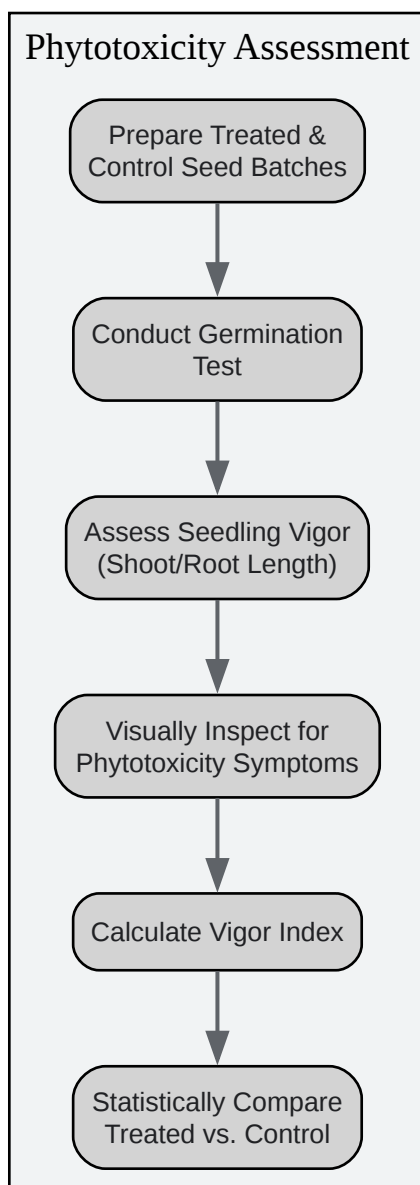 Phytotoxicity Assessment
Prepare Treated &
Control Seed Batches
Conduct Germination
Test
Assess Seedling Vigor
(Shoot/Root Length)
Visually Inspect for
Phytotoxicity Symptoms
Calculate Vigor Index
Statistically Compare
Treated vs. Control